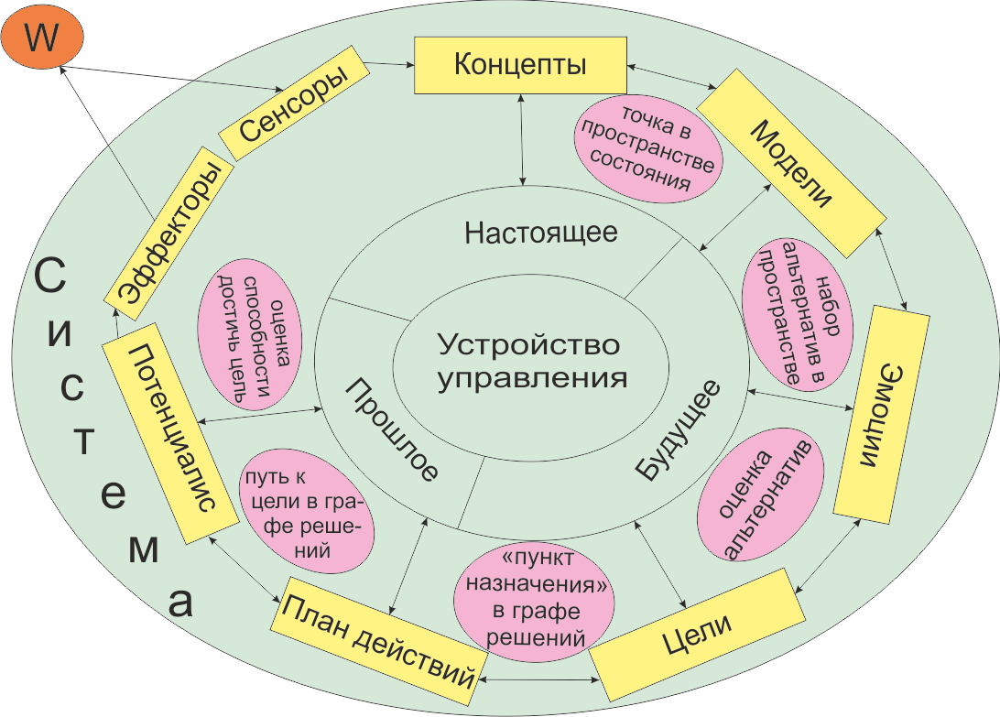 W
Сенсоры
Концепты
точка в
пространстве
состояния
Модели
Эффекторы
Настоящее
набор
альтернатив в
пространстве
Система
оценка
способности
достичь цель
Устройство
управления
Эмоции
Потенциалис
Прошлое
Будущее
оценка
альтернатив
путь к
цели в гра-
фе реше-
ний
«пункт
назначения»
в графе
решений
План действий
Цели